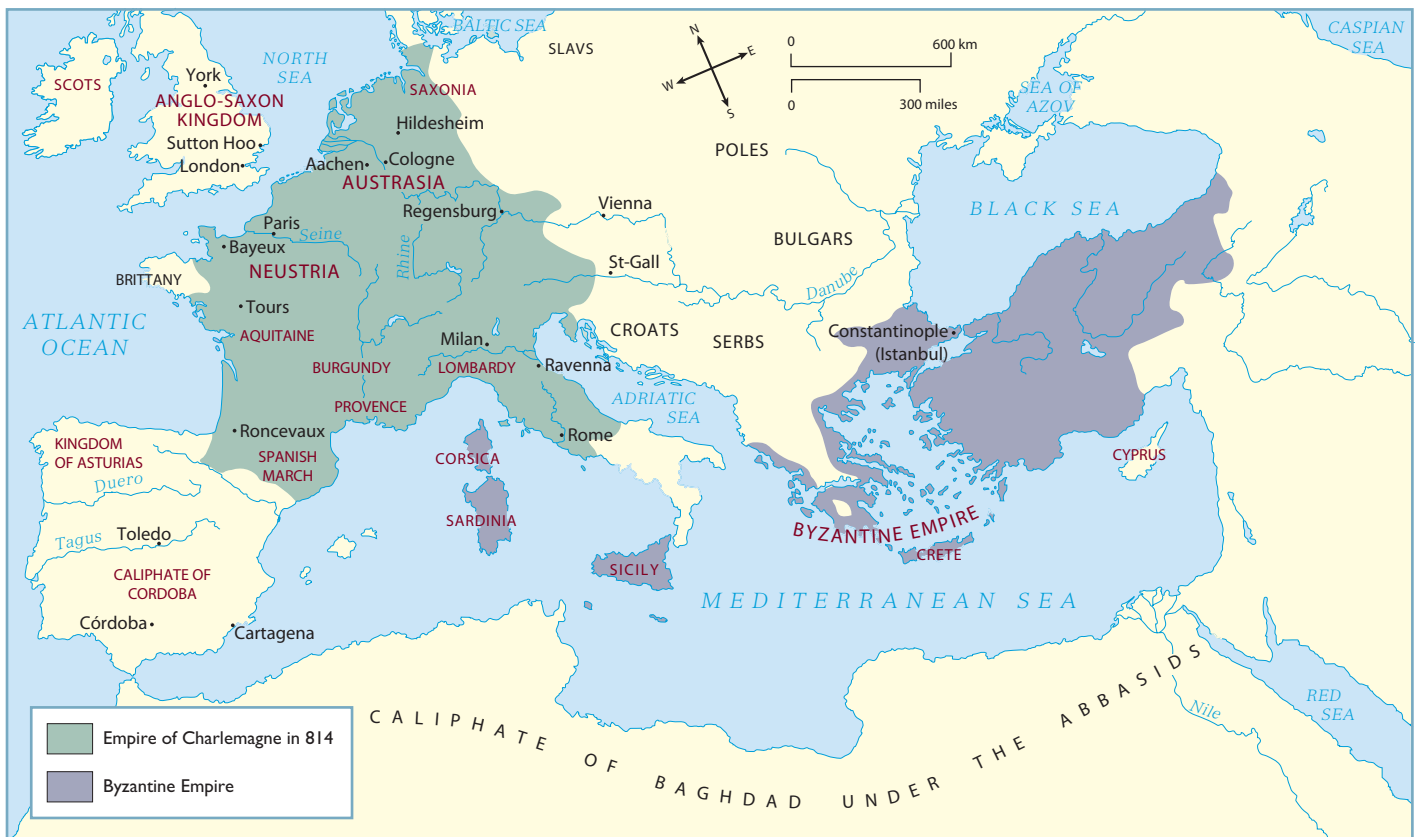 BALTIC SEA
CASPIAN
SEA
NORTH
SEA
SLAVS
N
E
W
S
0
600 km
0
300 miles
SCOTS
York
ANGLO-SAXON
KINGDOM
Sutton Hoo
London
SAXONIA
Hildesheim
Aachen
Cologne
AUSTRASIA
SEA OF
AZOV
POLES
Regensburg
Vienna
BLACK SEA
Paris
Seine
Bayeux
Rhine
BULGARS
NEUSTRIA
BRITTANY
St-Gall
Danube
Tours
ATLANTIC
OCEAN
AQUITAINE
Milan
CROATS
SERBS
Constantinople
(Istanbul)
BURGUNDY
LOMBARDY
Ravenna
PROVENCE
ADRIATIC
SEA
Roncevaux
Rome
KINGDOM
OF ASTURIAS
SPANISH
MARCH
CORSICA
CYPRUS
Duero
SARDINIA
BYZANTINE EMPIRE
Toledo
Tagus
CRETE
SICILY
CALIPHATE OF
CORDOBA
MEDITERRANEAN SEA
Córdoba
Cartagena
CALIPHATE OF BAGHDAD UNDER THE ABBASIDS
Nile
RED
SEA
Empire of Charlemagne in 814
Byzantine Empire